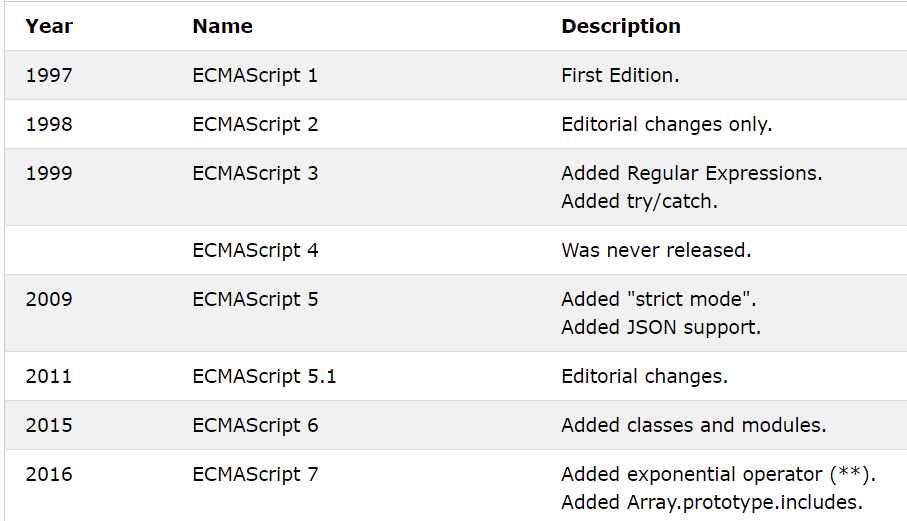 Year Name Description
1997 ECMAScript 1 First Edition.
1998 ECMAScript 2 Editorial changes only.
1999 ECMAScript 3 Added Regular Expressions.
Added try/catch.
ECMAScript 4 Was never released.
2009 ECMAScript 5 Added "strict mode".
Added JSON support.
2011 ECMAScript 5.1 Editorial changes.
2015 ECMAScript 6 Added classes and modules.
2016 ECMAScript 7 Added exponential operator (**).
Added Array.prototype.includes.